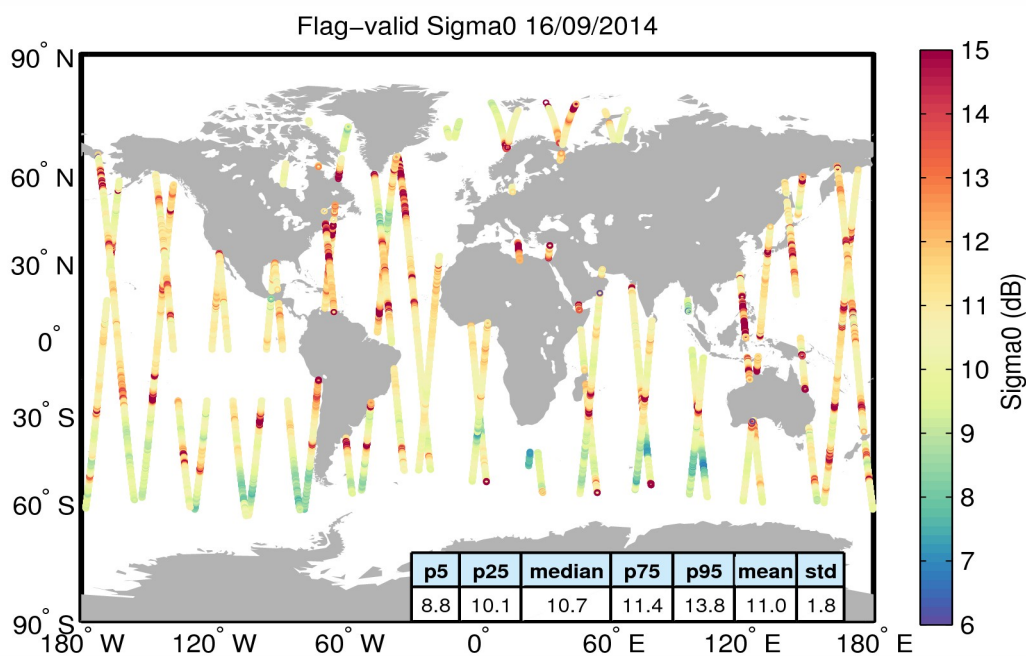 Flag−valid Sigma0 16/09/2014
90° N
60° N
30° N
0°
30° S
60° S
90° S
180° W
120° W
60° W
0°
60° E
120° E
180° E
15
14
13
12
11
10
9
8
7
6
Sigma0 (dB)
p5 p25 median p75 p95 mean std
8.8 10.1 10.7 11.4 13.8 11.0 1.8